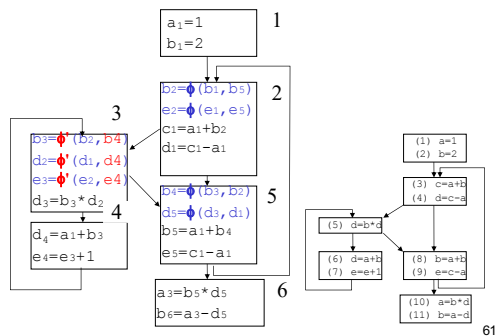 1
a1=1
b1=2
2
b2=ϕ(b1,b5)
e2=ϕ(e1,e5)
c1=a1+b2
d1=c1-a1
3
b3=ϕ'(b2,b4)
d2=ϕ'(d1,d4)
e3=ϕ'(e2,e4)
d3=b3*d2
4
d4=a1+b3
e4=e3+1
5
b4=ϕ(b3,b2)
d5=ϕ(d3,d1)
b5=a1+b4
e5=c1-a1
6
a3=b5*d5
b6=a3-d5
(1) a=1
(2) b=2
(3) c=a+b
(4) d=c-a
(5) d=b*d
(6) d=a+b
(7) e=e+1
(8) b=a+b
(9) e=c-a
(10) a=b*d
(11) b=a-d
61